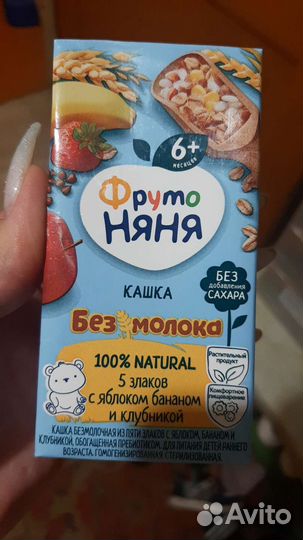 6+
месяцев
Фруто
НЯНЯ
БЕЗ
добавления
САХАРА
КАШКА
Без молока
100% NATURAL
5 злаков
с яблоком бананом
и клубникой
Растительный
продукт
Комфортное
пищеварение
КАШКА БЕЗМОЛОЧНАЯ ИЗ ПЯТИ ЗЛАКОВ С ЯБЛОКОМ, БАНАНОМ И
КЛУБНИКОЙ, ОБОГАЩЕННАЯ ПРЕБИОТИКОМ. ДЛЯ ПИТАНИЯ ДЕТЕЙ РАННЕГО
ВОЗРАСТА. ГОМОГЕНИЗИРОВАННАЯ. СТЕРИЛИЗОВАННАЯ.
Avito